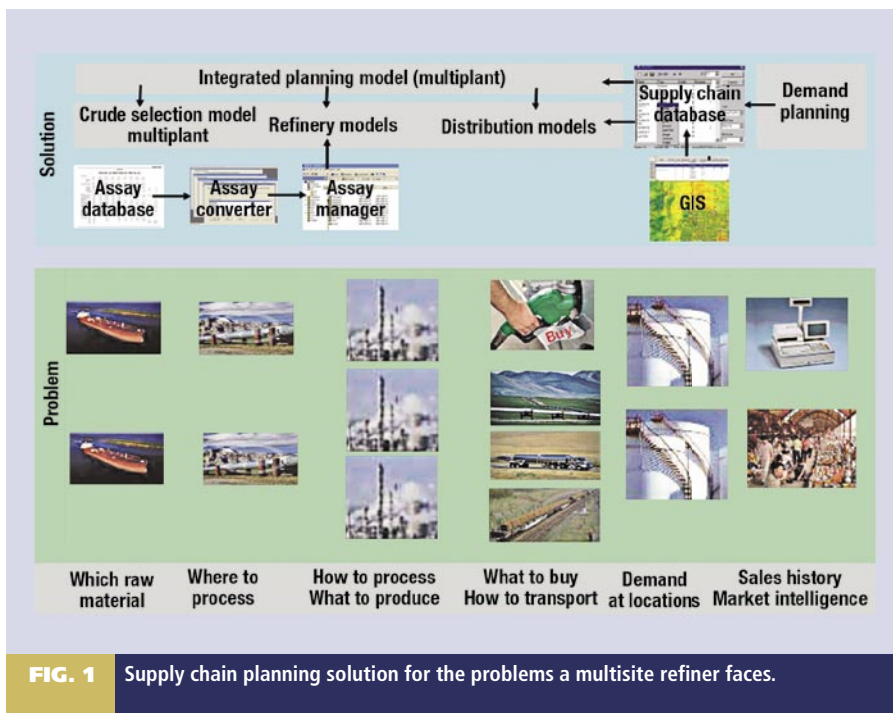 Solution
Integrated planning model (multiplant)
Crude selection model
multiplant
Refinery models
Distribution models
Supply chain
database
Demand
planning
Assay
database
Assay
converter
Assay
manager
GIS
Problem
Buy
Which raw
material
Where to
process
How to process
What to produce
What to buy
How to transport
Demand
at locations
Sales history
Market intelligence
FIG. 1
Supply chain planning solution for the problems a multisite refiner faces.